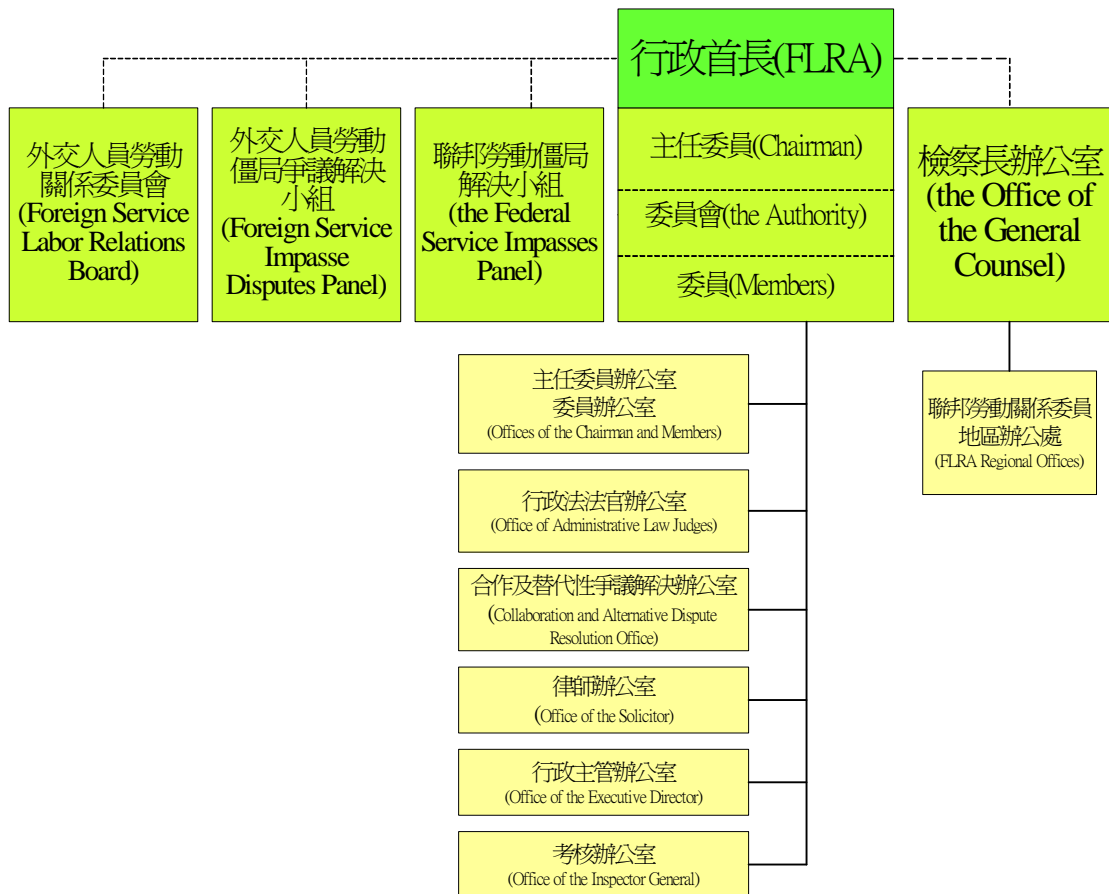 行政首長(FLRA)
外交人員勞動
關係委員會
(Foreign Service
Labor Relations
Board)
外交人員勞動
僵局爭議解決
小組
(Foreign Service
Impasse
Disputes Panel)
聯邦勞動僵局
解決小組
(the Federal
Service Impasses
Panel)
主任委員(Chairman)
委員會(the Authority)
委員(Members)
檢察長辦公室
(the Office of
the General
Counsel)
主任委員辦公室
委員辦公室
(Offices of the Chairman and Members)
行政法法官辦公室
(Office of Administrative Law Judges)
合作及替代性爭議解決辦公室
(Collaboration and Alternative Dispute
Resolution Office)
律師辦公室
(Office of the Solicitor)
行政主管辦公室
(Office of the Executive Director)
考核辦公室
(Office of the Inspector General)
聯邦勞動關係委員
地區辦公處
(FLRA Regional Offices)